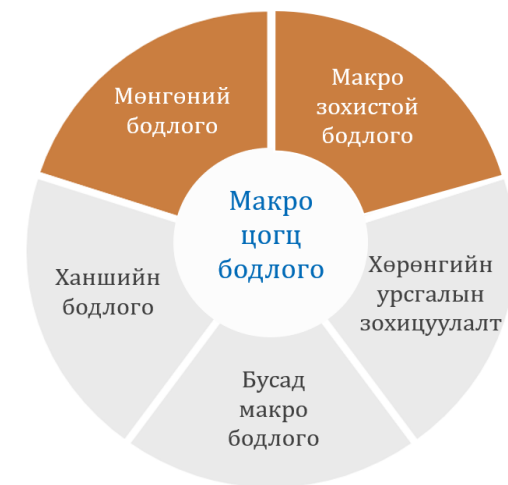 Мөнгөний
бодлого
Макро
зохистой
бодлого
Макро
цогц
бодлого
Ханшийн
бодлого
Хөрөнгийн
урсгалын
зохицуулалт
Бусад
макро
бодлого